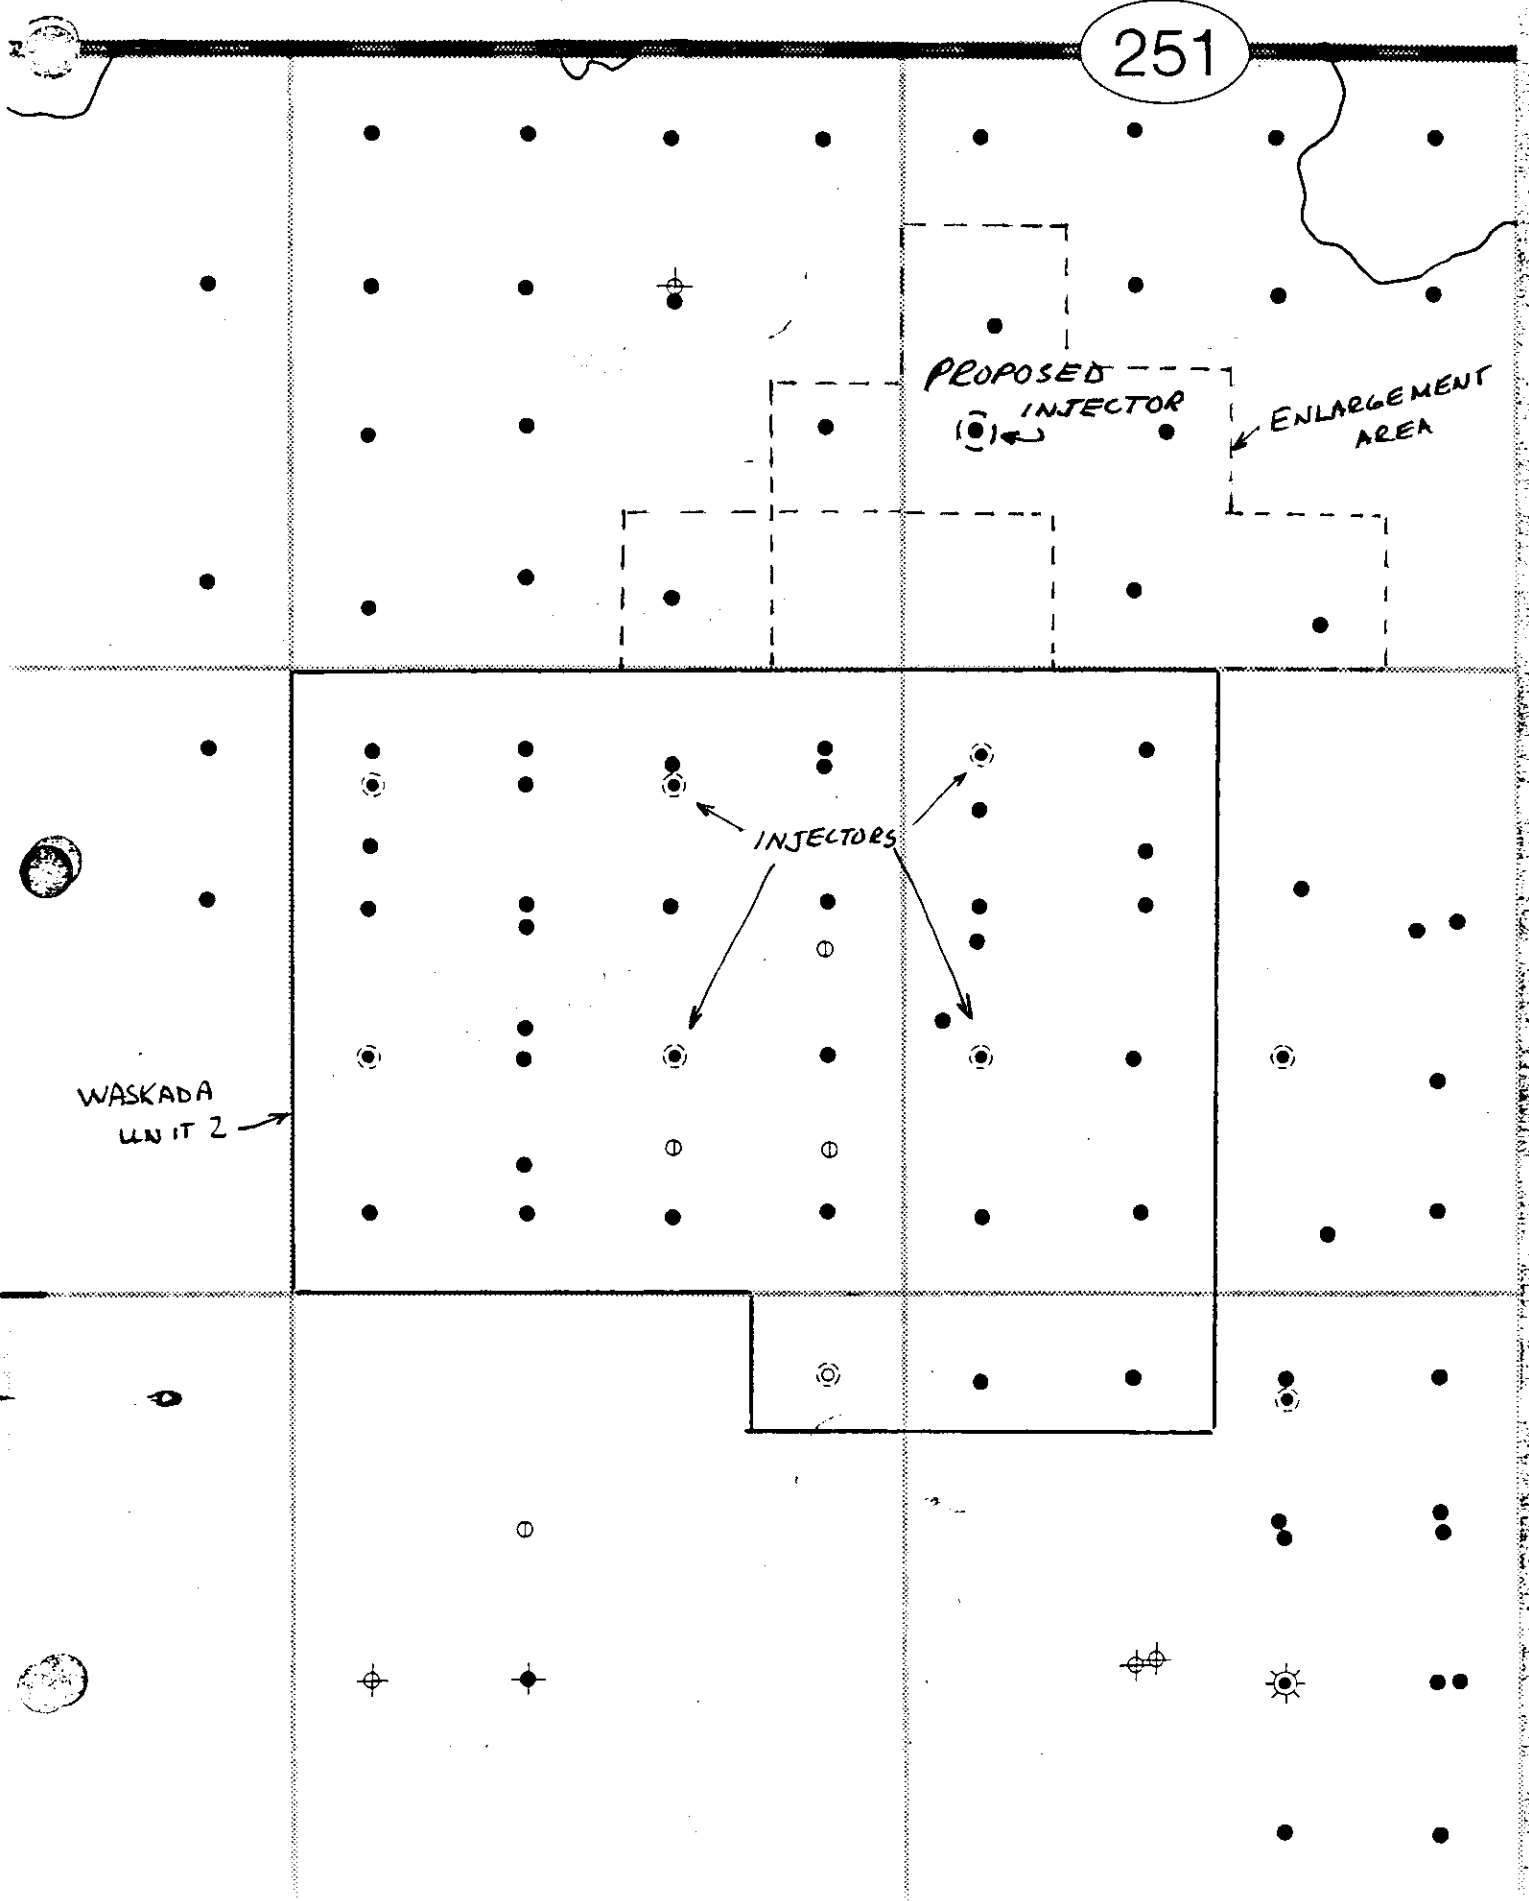 251
PROPOSED
INJECTOR
ENLARGEMENT
AREA
INJECTORS
WASKADA
UNIT 2